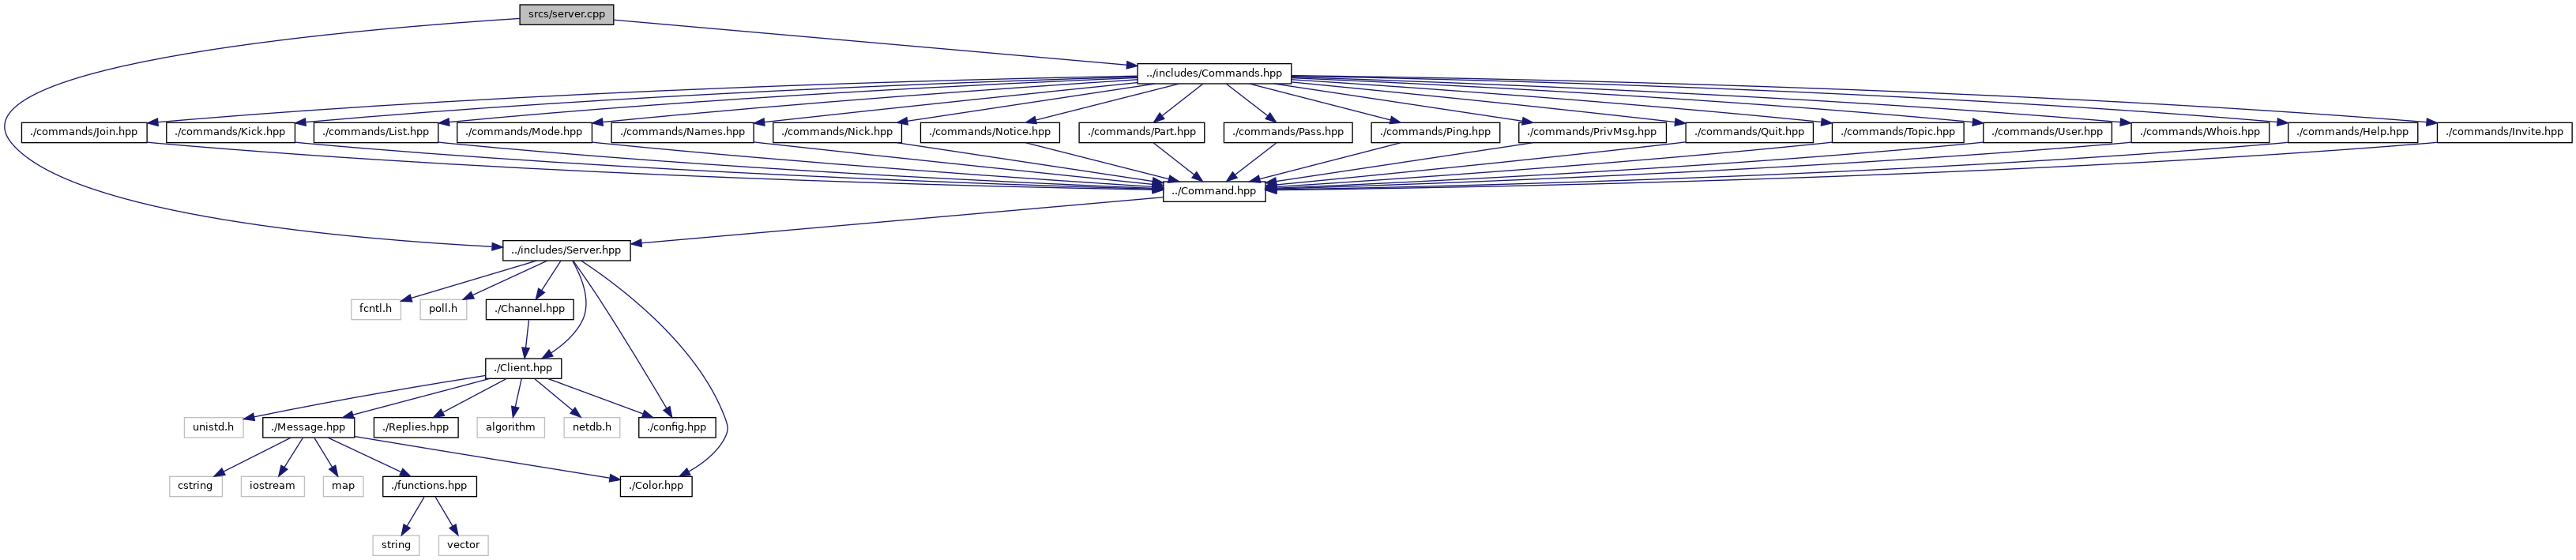 srcs/server.cpp
../includes/Commands.hpp
./commands/Join.hpp
./commands/Kick.hpp
./commands/List.hpp
./commands/Mode.hpp
./commands/Names.hpp
./commands/Nick.hpp
./commands/Notice.hpp
./commands/Part.hpp
./commands/Pass.hpp
./commands/Ping.hpp
./commands/PrivMsg.hpp
./commands/Quit.hpp
./commands/Topic.hpp
./commands/User.hpp
./commands/Whois.hpp
./commands/Help.hpp
./commands/Invite.hpp
../Command.hpp
../includes/Server.hpp
fcntl.h
poll.h
./Channel.hpp
./Client.hpp
unistd.h
./Message.hpp
./Replies.hpp
algorithm
netdb.h
./config.hpp
cstring
iostream
map
./functions.hpp
./Color.hpp
string
vector